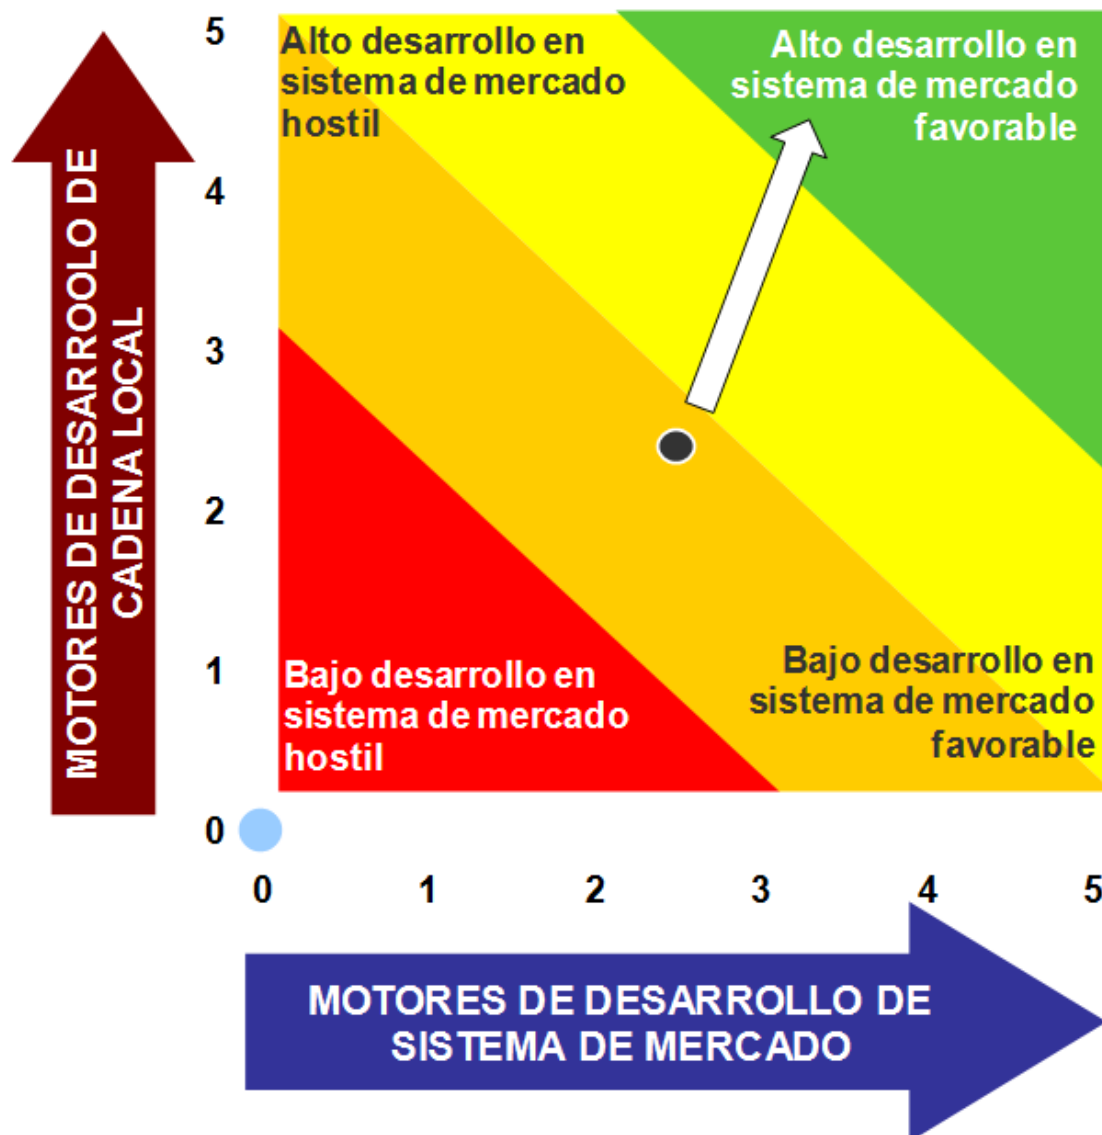 MOTORES DE DESARROOLO DE
CADENA LOCAL
5
4
3
2
1
0
Alto desarrollo en
sistema de mercado
hostil
Alto desarrollo en
sistema de mercado
favorable
Bajo desarrollo en
sistema de mercado
hostil
Bajo desarrollo en
sistema de mercado
favorable
0 1 2 3 4 5
MOTORES DE DESARROLLO DE
SISTEMA DE MERCADO